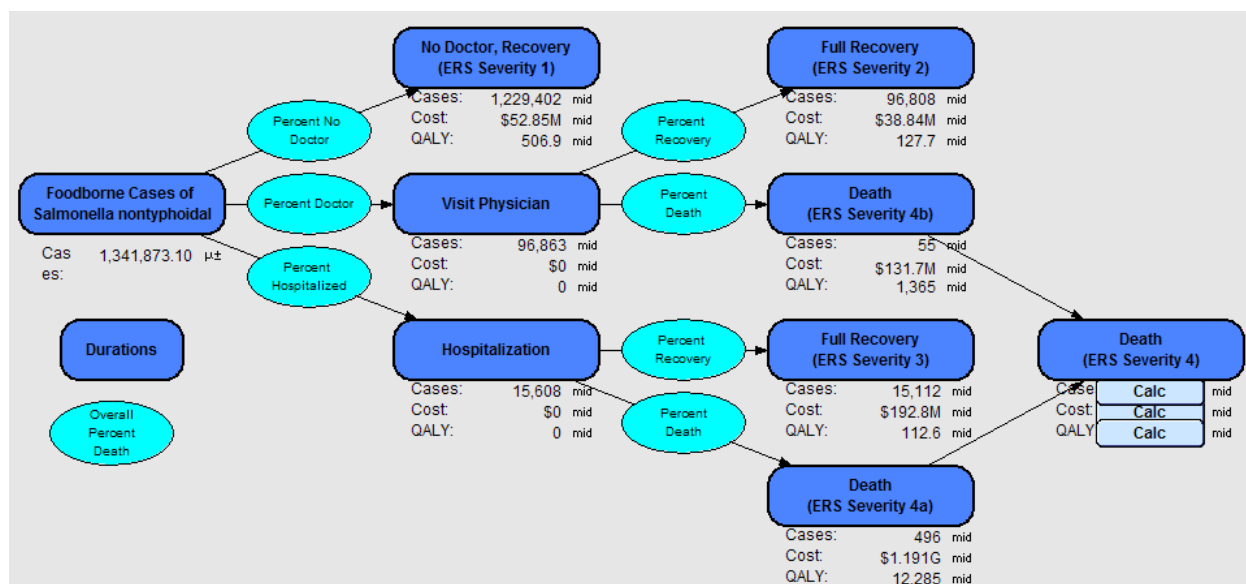 No Doctor, Recovery
(ERS Severity 1)
Cases: 1,229,402 mid
Cost: $52.85M mid
QALY: 506.9 mid
Full Recovery
(ERS Severity 2)
Cases: 96,808 mid
Cost: $38.84M mid
QALY: 127.7 mid
Percent No
Doctor
Percent
Recovery
Foodborne Cases of
Salmonella nontyphoidal
Cas
es:
1,341,873.10 μ±
Percent Doctor
Visit Physician
Cases: 96,863 mid
Cost: $0 mid
QALY: 0 mid
Percent
Death
Death
(ERS Severity 4b)
Cases: 55 mid
Cost: $131.7M mid
QALY: 1,365 mid
Percent
Hospitalized
Durations
Hospitalization
Cases: 15,608 mid
Cost: $0 mid
QALY: 0 mid
Percent
Recovery
Full Recovery
(ERS Severity 3)
Cases: 15,112 mid
Cost: $192.8M mid
QALY: 112.6 mid
Death
(ERS Severity 4)
Case Calc mid
Cost: Calc mid
QALY Calc mid
Overall
Percent
Death
Percent
Death
Death
(ERS Severity 4a)
Cases: 496 mid
Cost: $1.191G mid
QALY: 12,285 mid